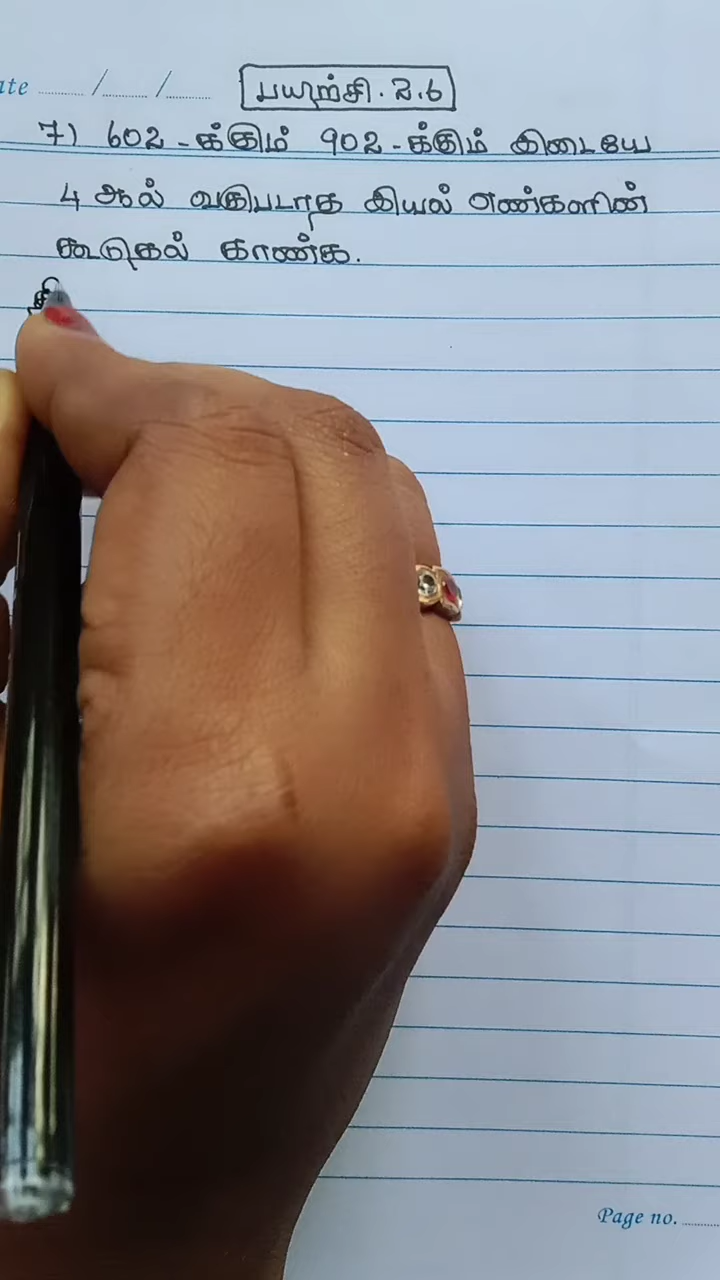 ate ........ /........ /........
பயிற்சி . 2.6
7) 602 - க்கும் 902 - க்கும் இடையே
4 ஆல் வகுபடாத இயல் எண்களின்
கூடுதல் காண்க.
Page no. ........